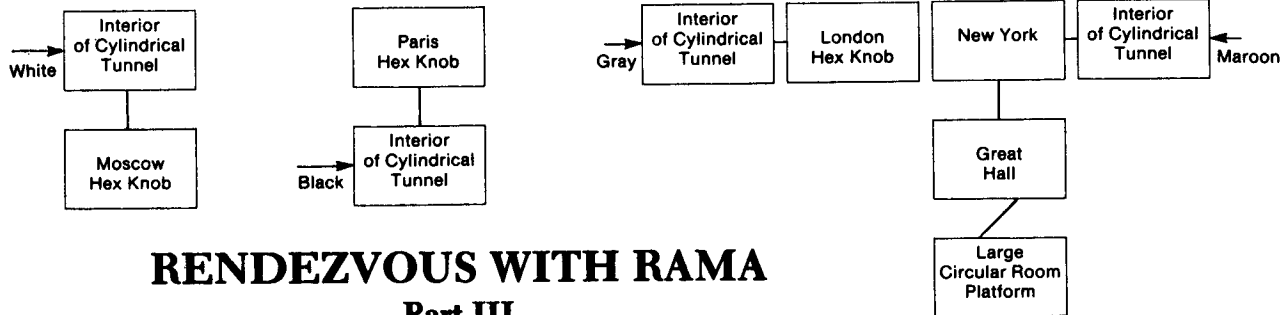 White
Interior
of Cylindrical
Tunnel
Moscow
Hex Knob
Paris
Hex Knob
Black
Interior
of Cylindrical
Tunnel
Gray
Interior
of Cylindrical
Tunnel
London
Hex Knob
New York
Interior
of Cylindrical
Tunnel
Maroon
Great
Hall
Large
Circular Room
Platform
RENDEZVOUS WITH RAMA
Part III